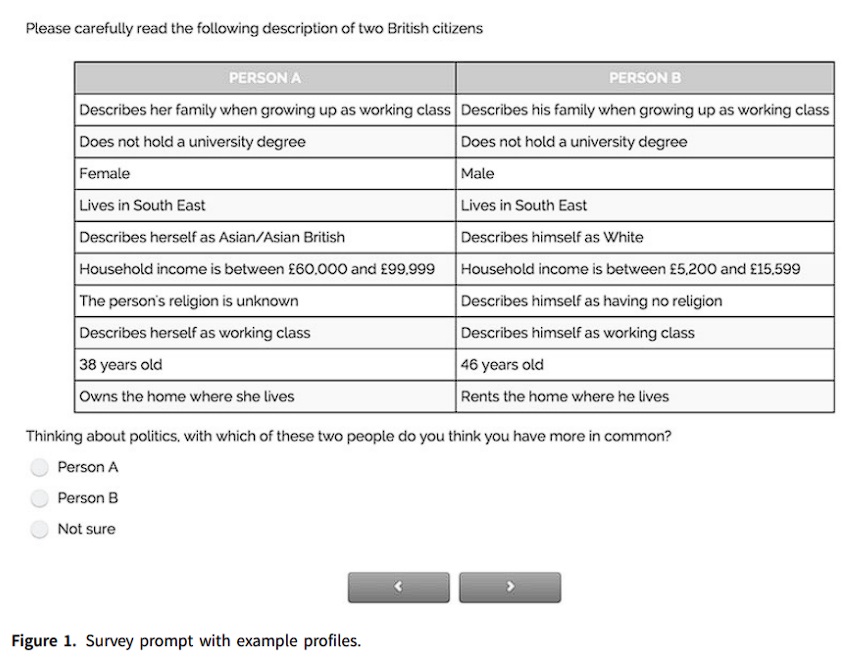 Please carefully read the following description of two British citizens
PERSON A PERSON B
Describes her family when growing up as working class Describes his family when growing up as working class
Does not hold a university degree Does not hold a university degree
Female Male
Lives in South East Lives in South East
Describes herself as Asian/Asian British Describes himself as White
Household income is between £60,000 and £99,999 Household income is between £5,200 and £15,599
The person's religion is unknown Describes himself as having no religion
Describes herself as working class Describes himself as working class
38 years old 46 years old
Owns the home where she lives Rents the home where he lives
Thinking about politics, with which of these two people do you think you have more in common?
Person A
Person B
Not sure
< >
Figure 1. Survey prompt with example profiles.